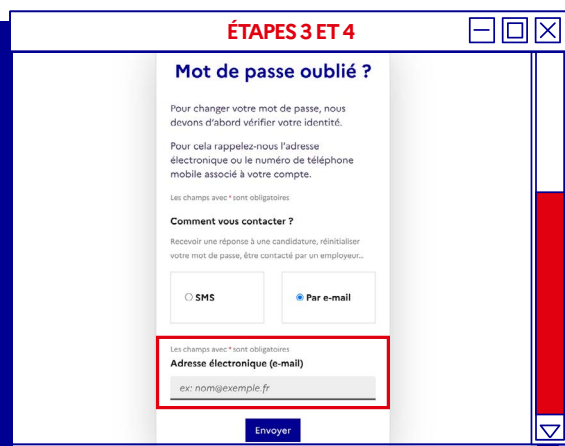 ÉTAPES 3 ET 4
Mot de passe oublié ?
Pour changer votre mot de passe, nous
devons d'abord vérifier votre identité.
Pour cela rappelez-nous l'adresse
électronique ou le numéro de téléphone
mobile associé à votre compte.
Les champs avec * sont obligatoires
Comment vous contacter ?
Recevoir une réponse à une candidature, réinitialiser
votre mot de passe, être contacté par un employeur...
SMS
Par e-mail
Les champs avec * sont obligatoires
Adresse électronique (e-mail)
ex: nom@exemple.fr
Envoyer